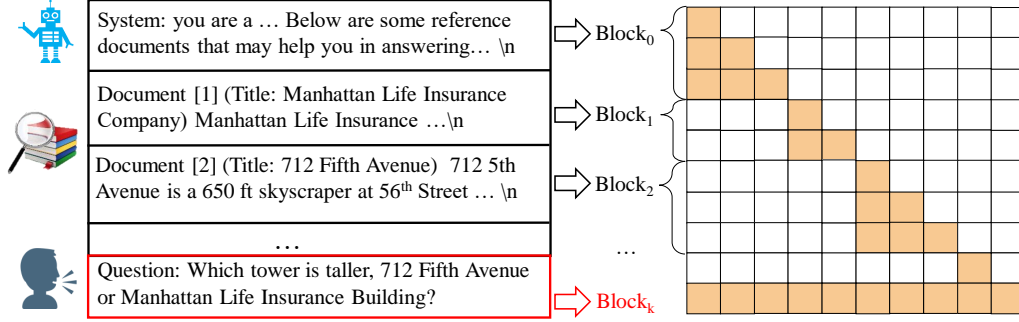 System: you are a … Below are some reference
documents that may help you in answering… \n
Block₀
Document [1] (Title: Manhattan Life Insurance
Company) Manhattan Life Insurance …\n
Block₁
Document [2] (Title: 712 Fifth Avenue)  712 5th
Avenue is a 650 ft skyscraper at 56ᵗʰ Street … \n
Block₂
…
…
Question: Which tower is taller, 712 Fifth Avenue
or Manhattan Life Insurance Building?
Blockₖ